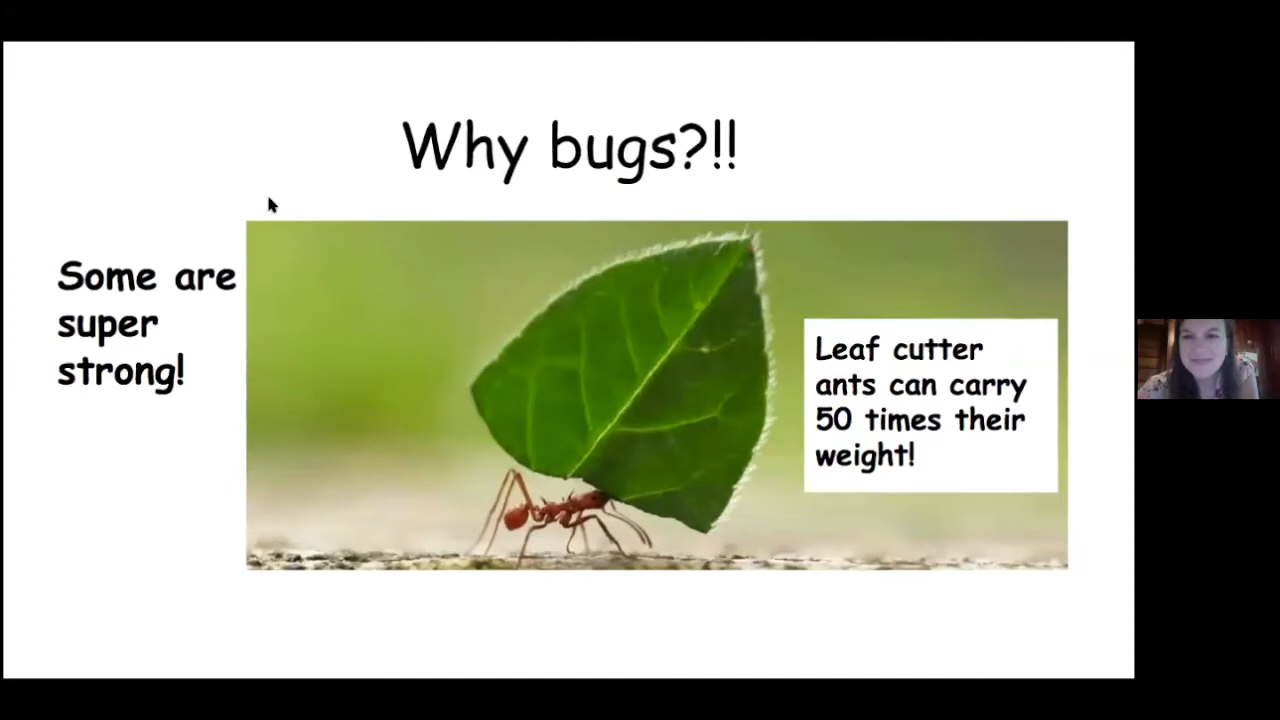 Why bugs?!!
Some are
super
strong!
Leaf cutter
ants can carry
50 times their
weight!